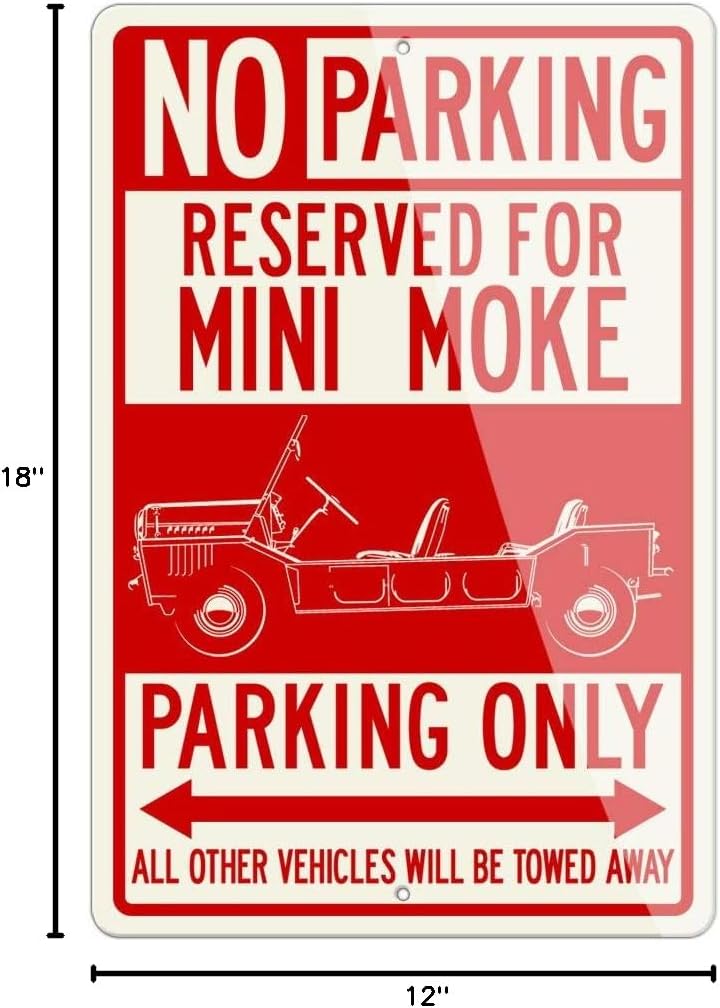 NO PARKING
RESERVED FOR
MINI MOKE
18"
PARKING ONLY
ALL OTHER VEHICLES WILL BE TOWED AWAY
12"